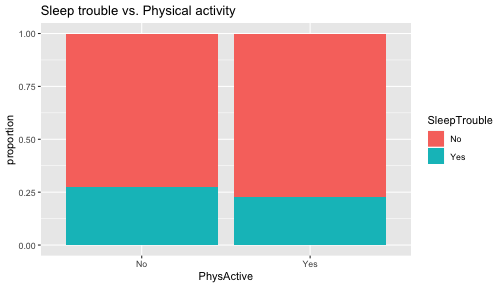 Sleep trouble vs. Physical activity
1.00
0.75
0.50
0.25
0.00
proportion
No
Yes
PhysActive
SleepTrouble
No
Yes